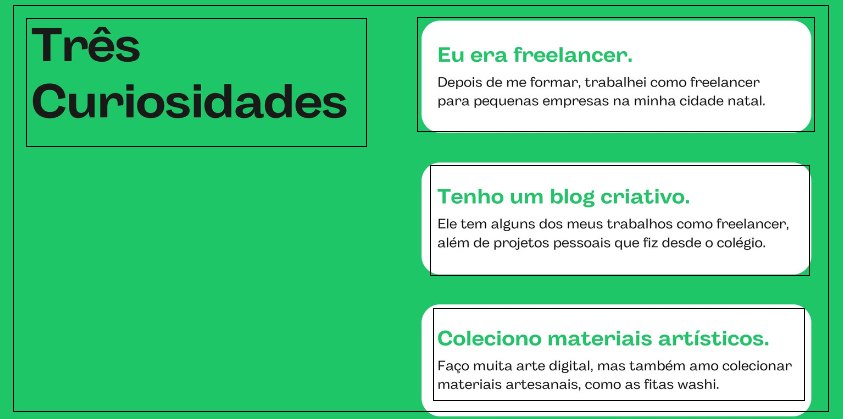 Três
Curiosidades
Eu era freelancer.
Depois de me formar, trabalhei como freelancer
para pequenas empresas na minha cidade natal.
Tenho um blog criativo.
Ele tem alguns dos meus trabalhos como freelancer,
além de projetos pessoais que fiz desde o colégio.
Coleciono materiais artísticos.
Faço muita arte digital, mas também amo colecionar
materiais artesanais, como as fitas washi.